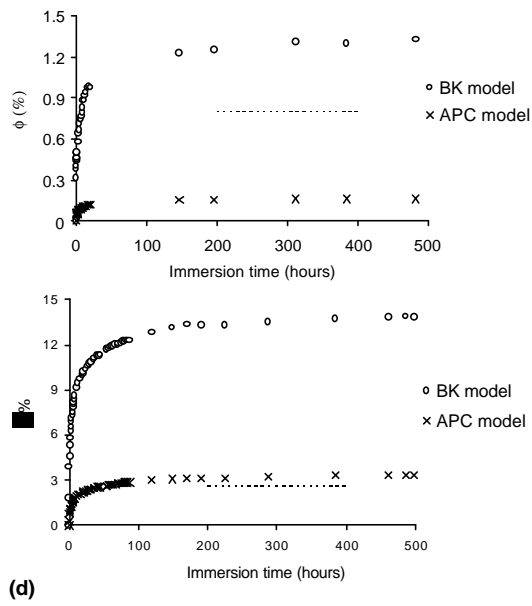 1.5
1.2
0.9
0.6
0.3
0
ϕ (%)
BK model
APC model
0 100 200 300 400 500
Immersion time (hours)
15
12
9
6
3
0
%
BK model
APC model
0 100 200 300 400 500
(d) Immersion time (hours)